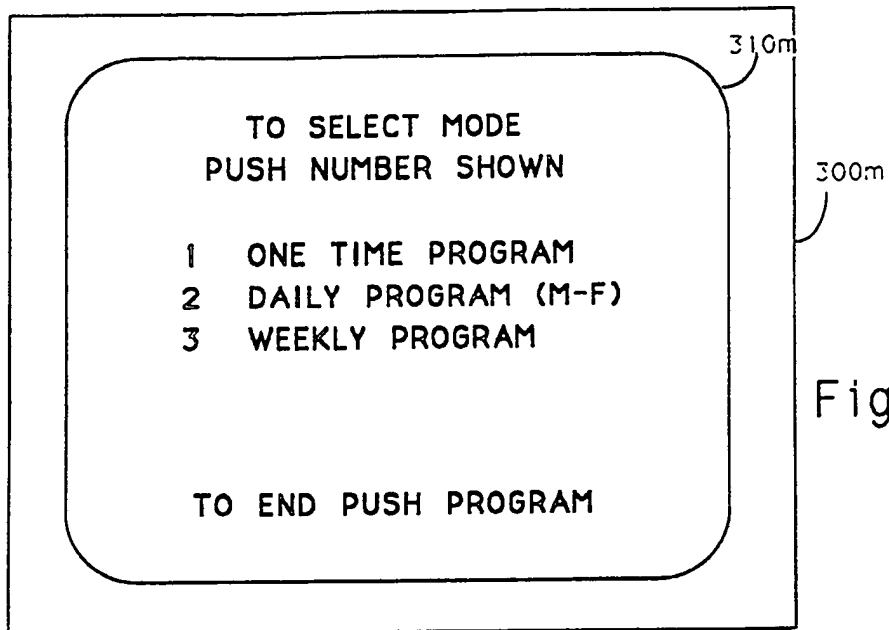 310m
TO SELECT MODE
PUSH NUMBER SHOWN
300m
1 ONE TIME PROGRAM
2 DAILY PROGRAM (M-F)
3 WEEKLY PROGRAM
Fig
TO END PUSH PROGRAM